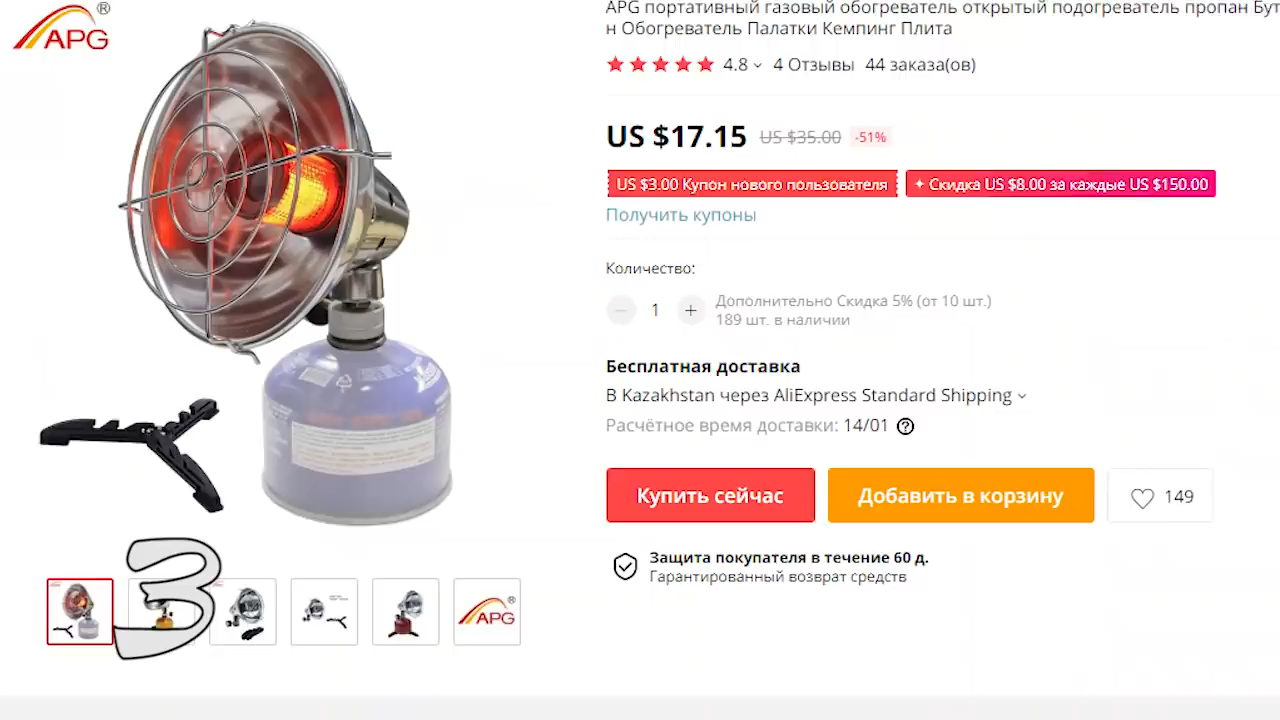 APG®
APG портативный газовый обогреватель открытый подогреватель пропан Бут
н Обогреватель Палатки Кемпинг Плита
4.8 4 Отзывы 44 заказа(ов)
US $17.15 US $35.00 -51%
US $3.00 Купон нового пользователя
Скидка US $8.00 за каждые US $150.00
Получить купоны
Количество:
1
Дополнительно Скидка 5% (от 10 шт.)
189 шт. в наличии
Бесплатная доставка
В Kazakhstan через AliExpress Standard Shipping
Расчётное время доставки: 14/01
Купить сейчас
Добавить в корзину
149
Защита покупателя в течение 60 д.
Гарантированный возврат средств
3
APG®